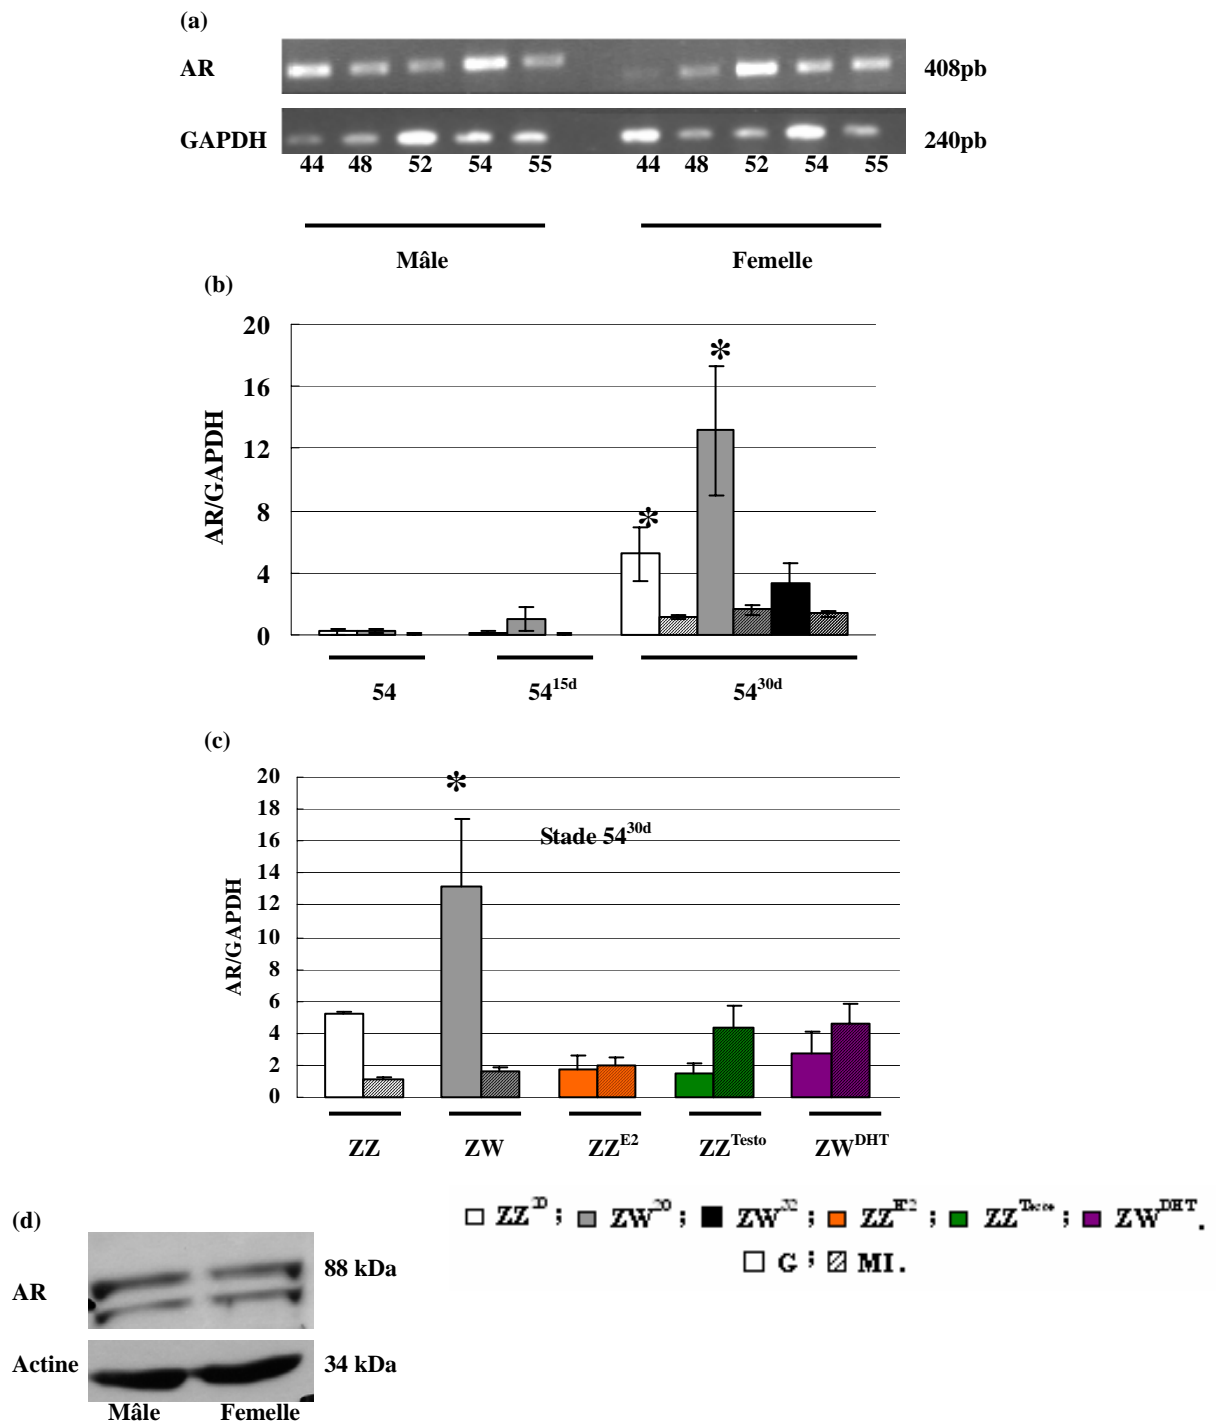 (a)
AR 408pb
GAPDH 240pb
44 48 52 54 55 44 48 52 54 55
Mâle Femelle
(b)
20
16
12
8
4
0
AR/GAPDH
*
*
54 54^15d 54^30d
(c)
20
18
16
14
12
10
8
6
4
2
0
AR/GAPDH
*
Stade 54^30d
ZZ ZW ZZ^E2 ZZ^Testo ZW^DHT
ZZ ; ZW^20 ; ZW^32 ; ZZ^E2 ; ZZ^Testo ; ZW^DHT.
G ; MI.
(d)
AR 88 kDa
Actine 34 kDa
Mâle Femelle